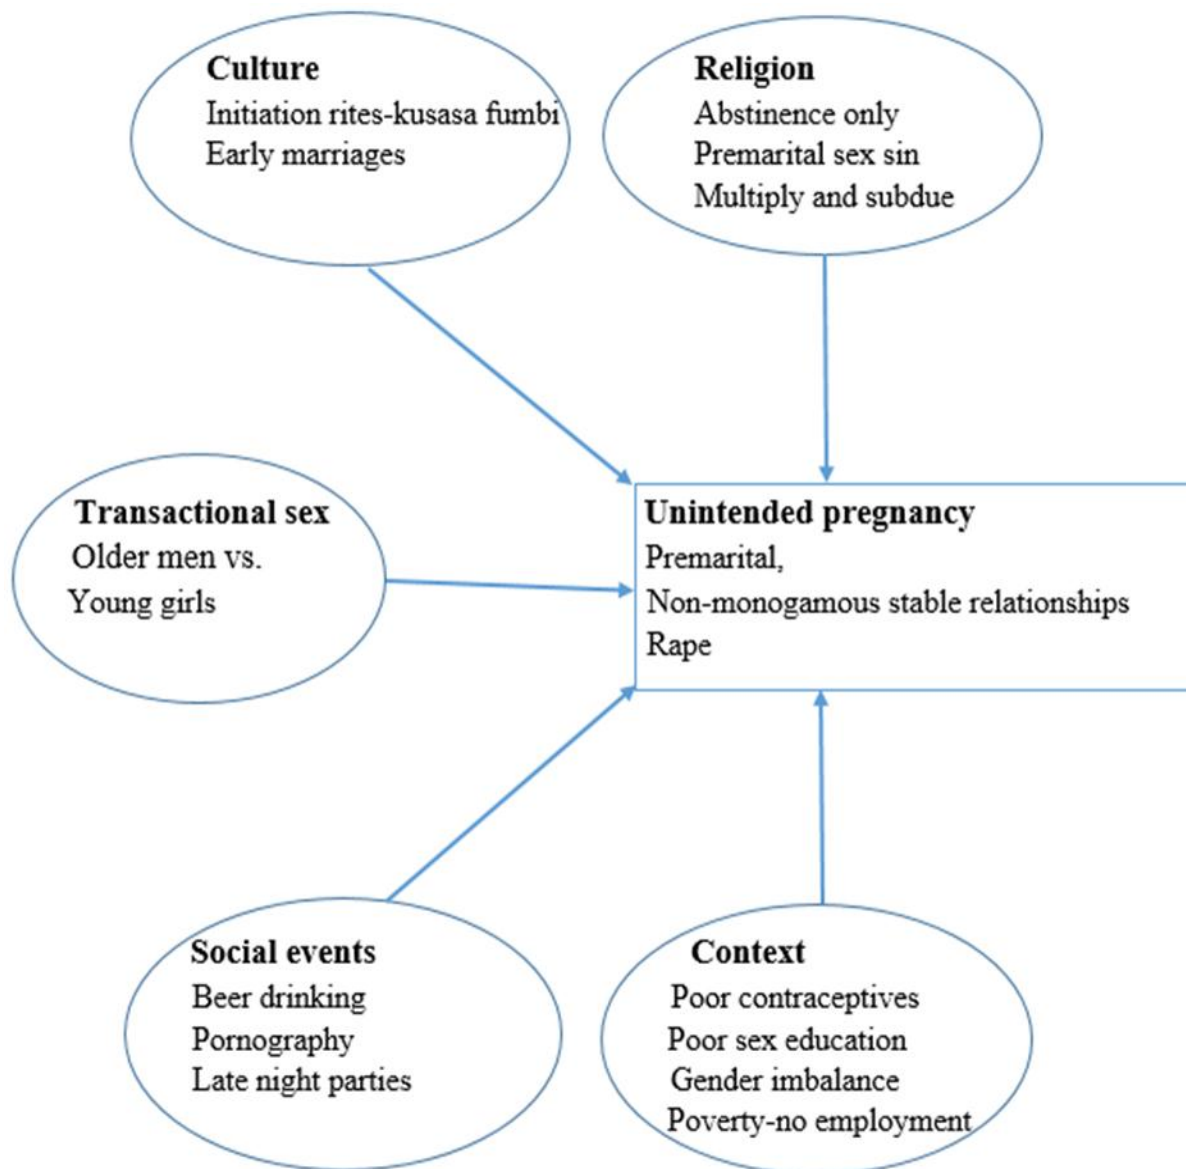 Culture
Initiation rites-kusasa fumbi
Early marriages
Religion
Abstinence only
Premarital sex sin
Multiply and subdue
Transactional sex
Older men vs.
Young girls
Unintended pregnancy
Premarital,
Non-monogamous stable relationships
Rape
Social events
Beer drinking
Pornography
Late night parties
Context
Poor contraceptives
Poor sex education
Gender imbalance
Poverty-no employment